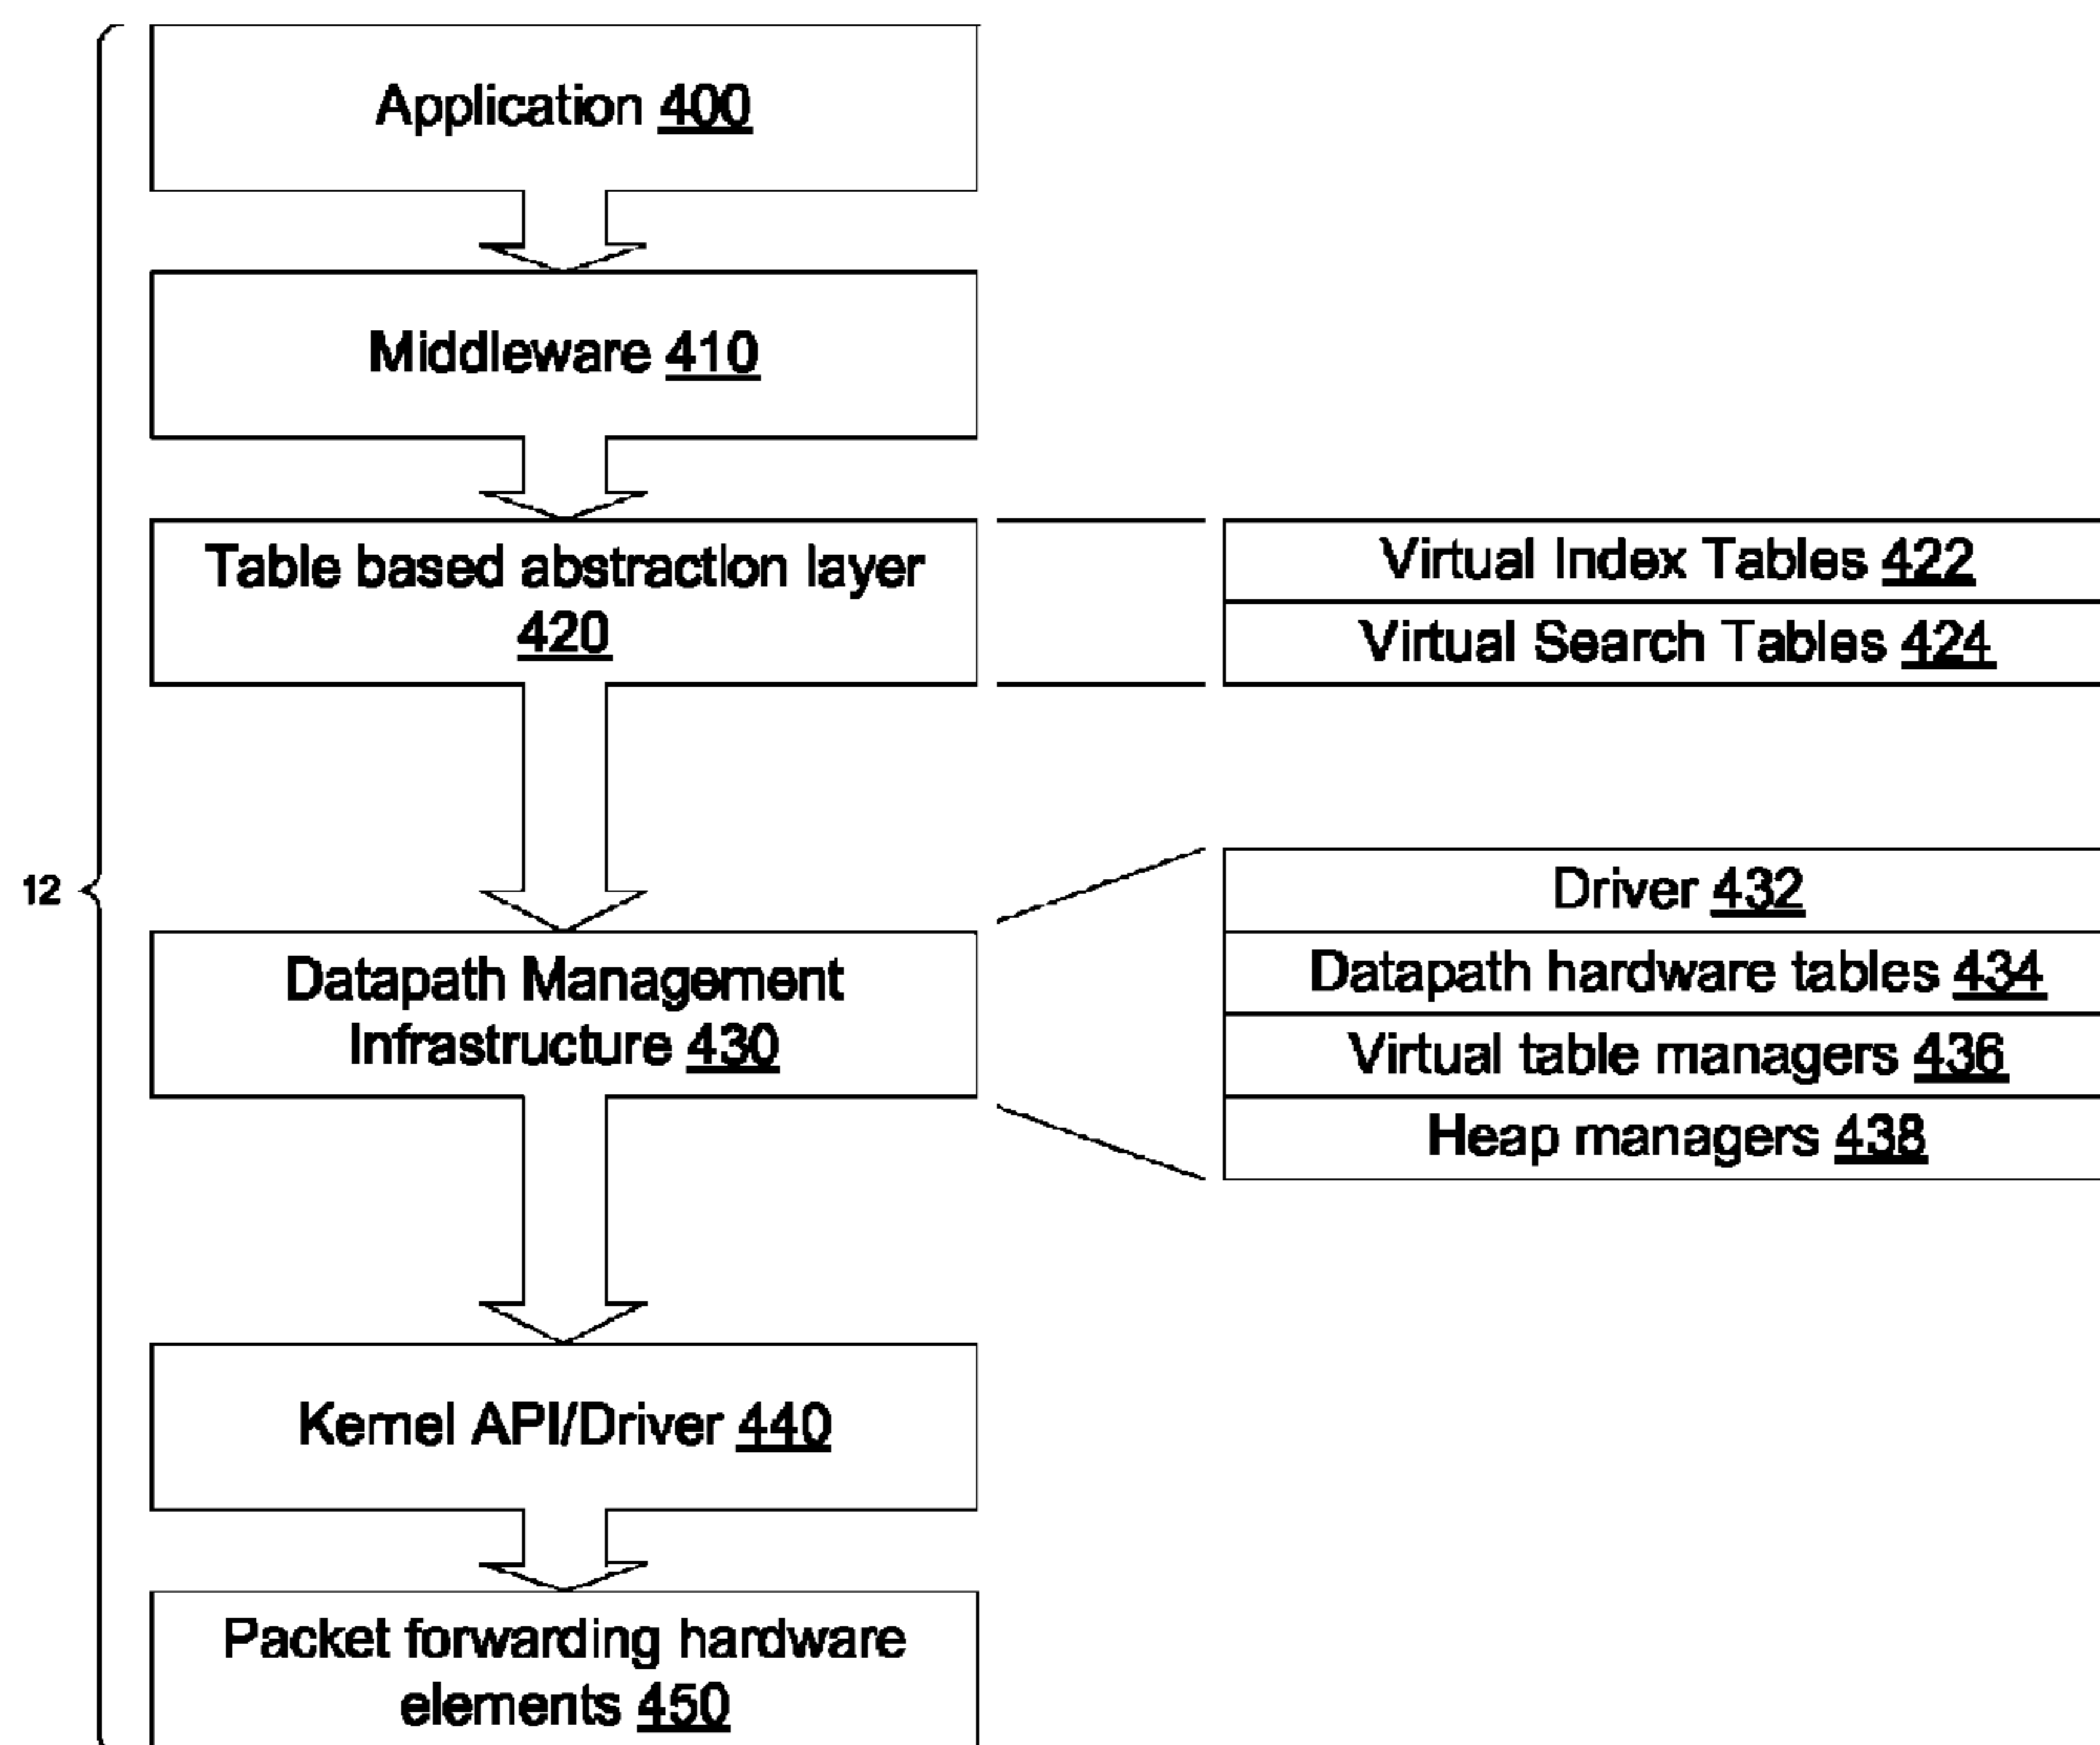 Application 400
Middleware 410
Table based abstraction layer
420
Virtual Index Tables 422
Virtual Search Tables 424
12
Driver 432
Datapath hardware tables 434
Virtual table managers 436
Heap managers 438
Datapath Management
Infrastructure 430
Kernel API/Driver 440
Packet forwarding hardware
elements 450